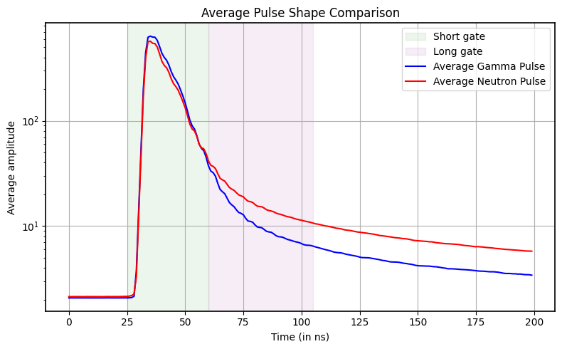 Average Pulse Shape Comparison
Short gate
Long gate
Average Gamma Pulse
Average Neutron Pulse
Average amplitude
10²
10¹
0 25 50 75 100 125 150 175 200
Time (in ns)